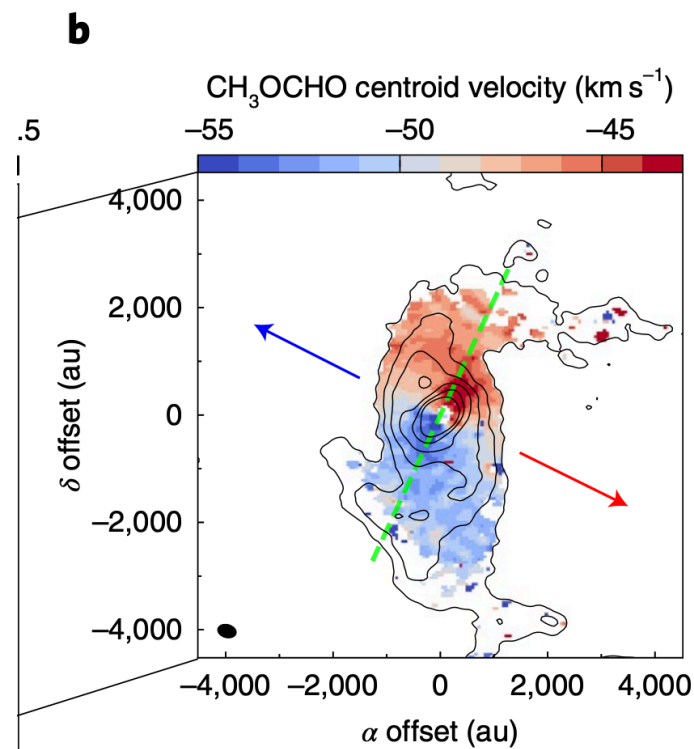 b
CH₃OCHO centroid velocity (km s⁻¹)
.5
−55 −50 −45
4,000
2,000
0
−2,000
−4,000
δ offset (au)
−4,000 −2,000 0 2,000 4,000
α offset (au)